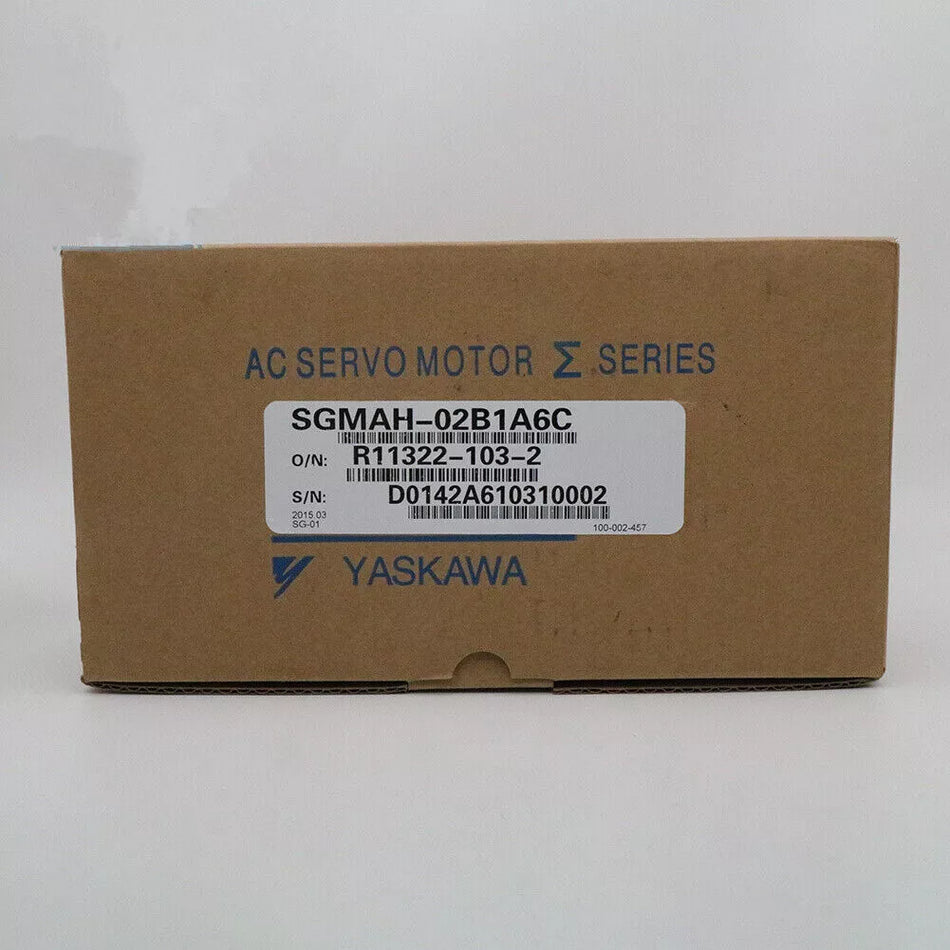 AC SERVO MOTOR Σ SERIES
SGMAH-02B1A6C
O/N: R11322-103-2
S/N: D0142A610310002
2015 03
SG-01
100-002-457
YASKAWA